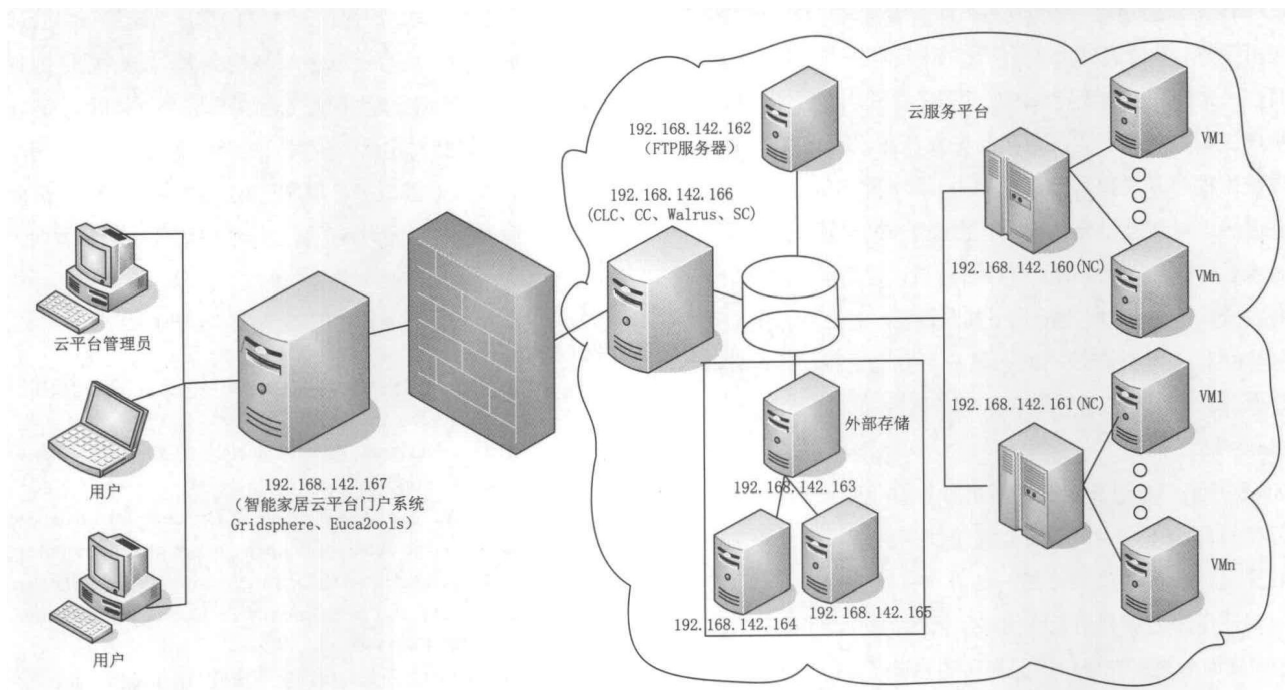 云平台管理员
用户
用户
192.168.142.167
(智能家居云平台门户系统
Gridsphere、Euca2ools)
192.168.142.166
(CLC、CC、Walrus、SC)
192.168.142.162
(FTP服务器)
外部存储
192.168.142.163
192.168.142.164
192.168.142.165
云服务平台
192.168.142.160(NC)
VM1
VMn
192.168.142.161(NC)
VM1
VMn